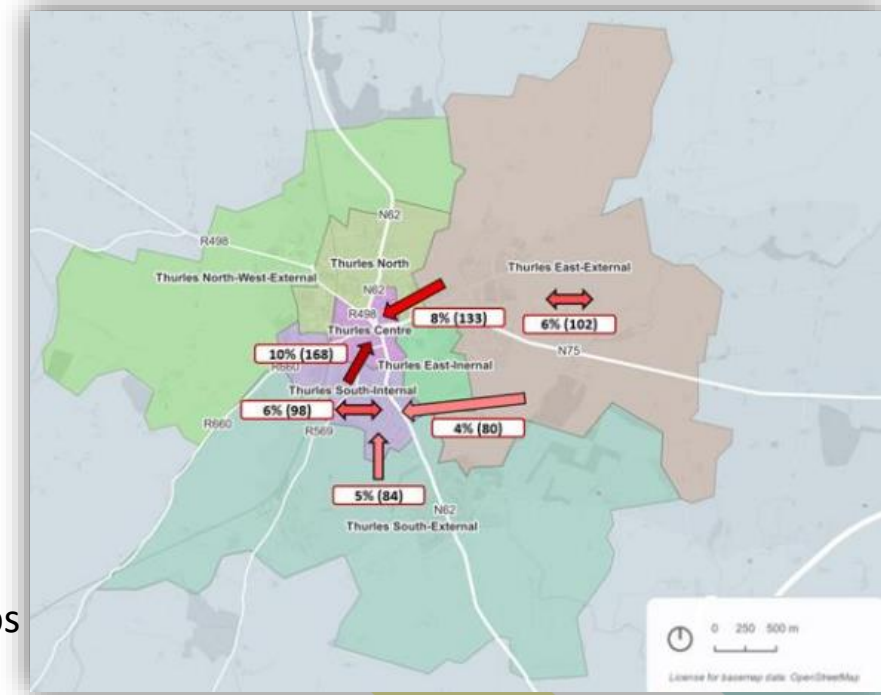 N62
R498
Thurles North
Thurles North-West-External
Thurles East-External
N62
R498
8% (133)
6% (102)
Thurles Centre
N75
10% (168)
Thurles East-Inernal
R660
Thurles South-Internal
6% (98)
R660
R569
4% (80)
5% (84)
N62
Thurles South-External
0 250 500 m
License for basemap data: OpenStreetMap